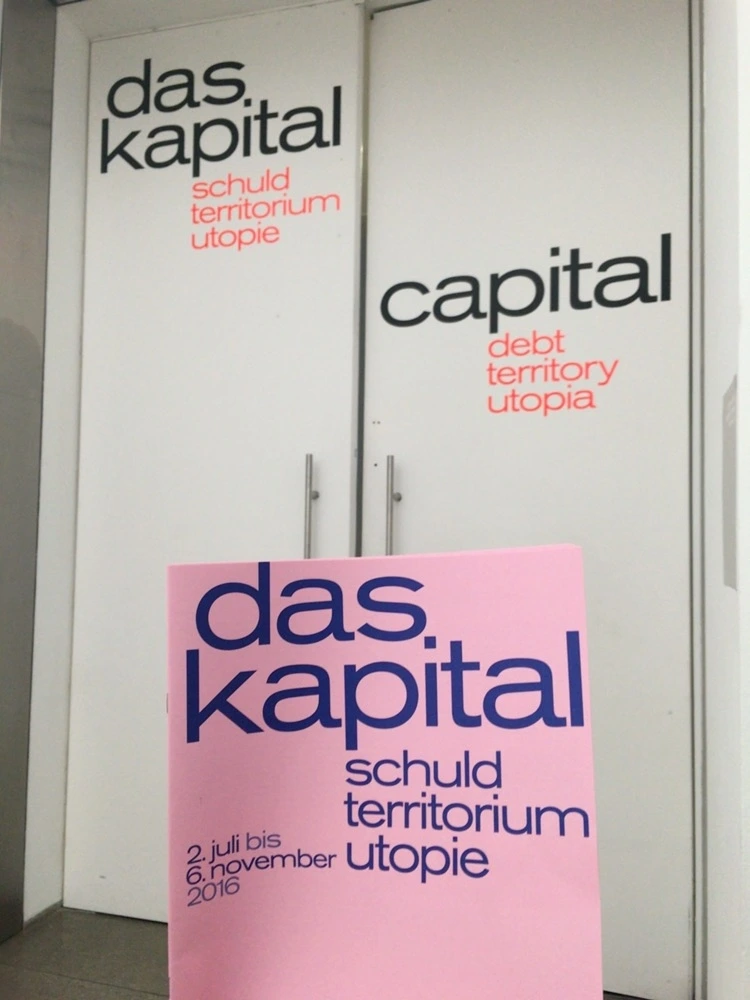 das
kapital
schuld
territorium
utopie
capital
debt
territory
utopia
das
kapital
schuld
territorium
utopie
2. juli bis
6. november
2016